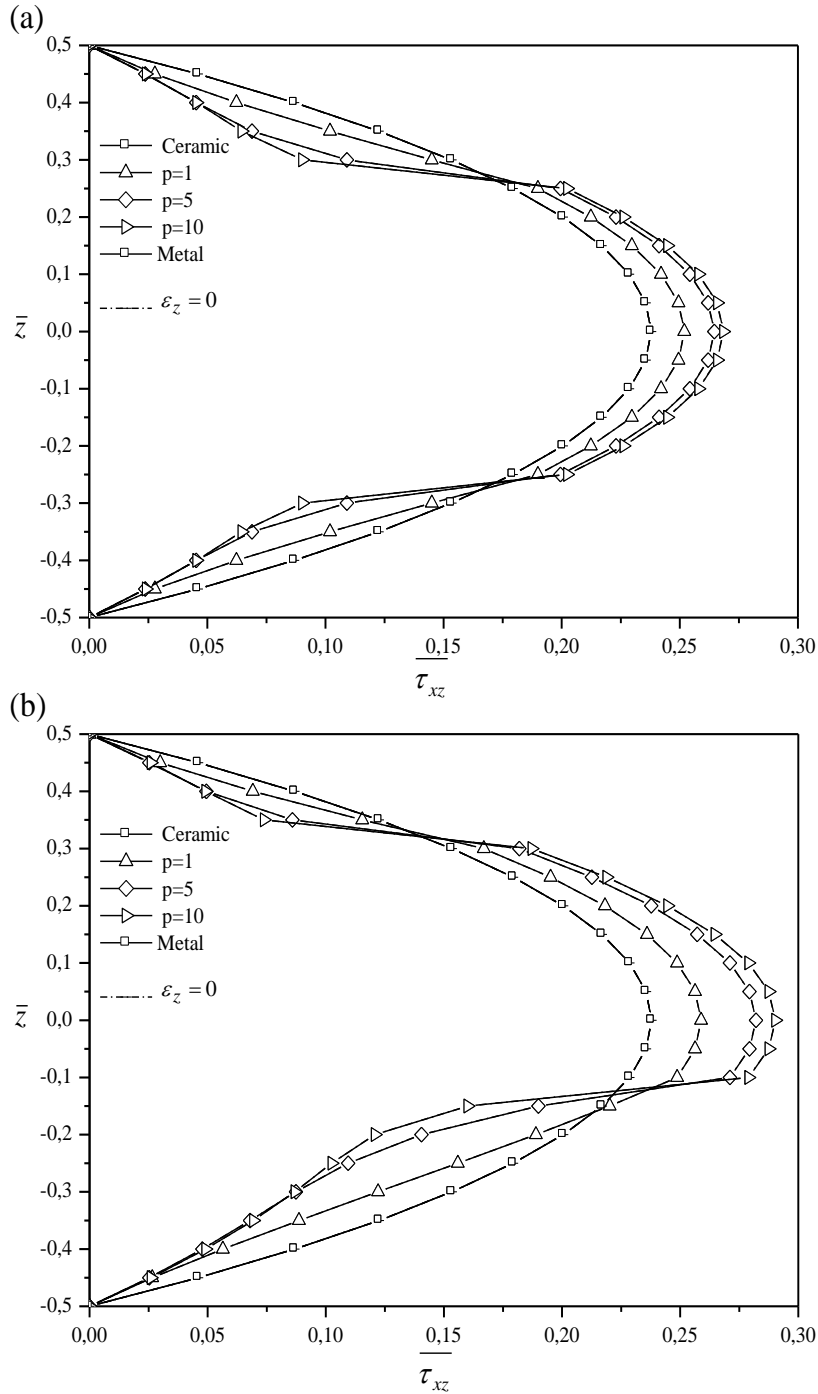 (a)
0,5
0,4
0,3
0,2
0,1
0,0
-0,1
-0,2
-0,3
-0,4
-0,5
z̄
Ceramic
p=1
p=5
p=10
Metal
ε_z = 0
0,00 0,05 0,10 0,15 0,20 0,25 0,30
τ_xz
(b)
0,5
0,4
0,3
0,2
0,1
0,0
-0,1
-0,2
-0,3
-0,4
-0,5
z̄
Ceramic
p=1
p=5
p=10
Metal
ε_z = 0
0,00 0,05 0,10 0,15 0,20 0,25 0,30
τ_xz